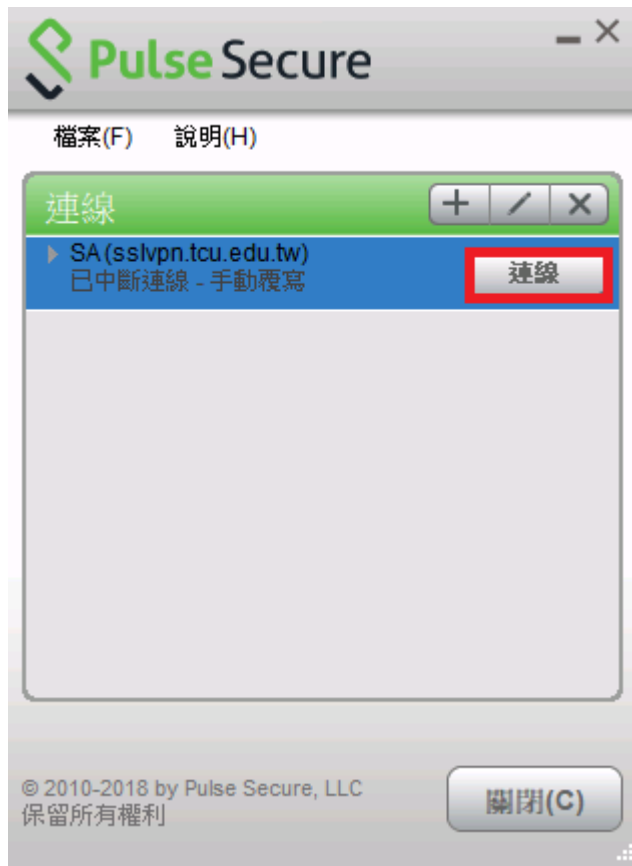 Pulse Secure
檔案(F) 說明(H)
連線
SA (sslvpn.tcu.edu.tw)
已中斷連線 - 手動覆寫
連線
© 2010-2018 by Pulse Secure, LLC
保留所有權利
關閉(C)